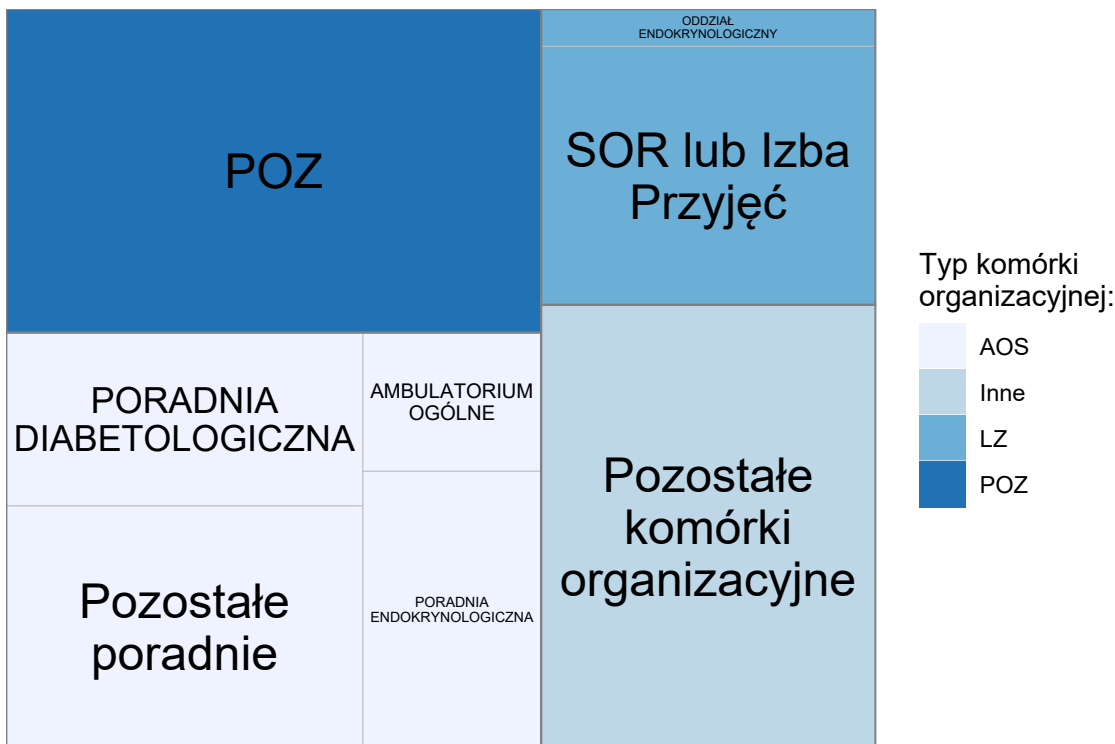 POZ
ODDZIAŁ
ENDOKRYNOLOGICZNY
SOR lub Izba
Przyjęć
PORADNIA
DIABETOLOGICZNA
AMBULATORIUM
OGÓLNE
Pozostałe
poradnie
PORADNIA
ENDOKRYNOLOGICZNA
Pozostałe
komórki
organizacyjne
Typ komórki
organizacyjnej:
AOS
Inne
LZ
POZ